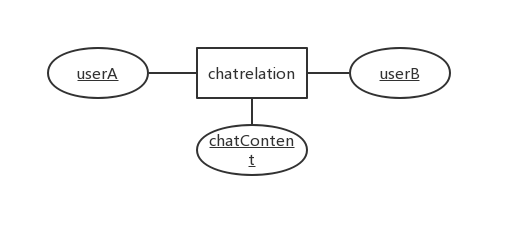 userA
chatrelation
userB
chatConten
t